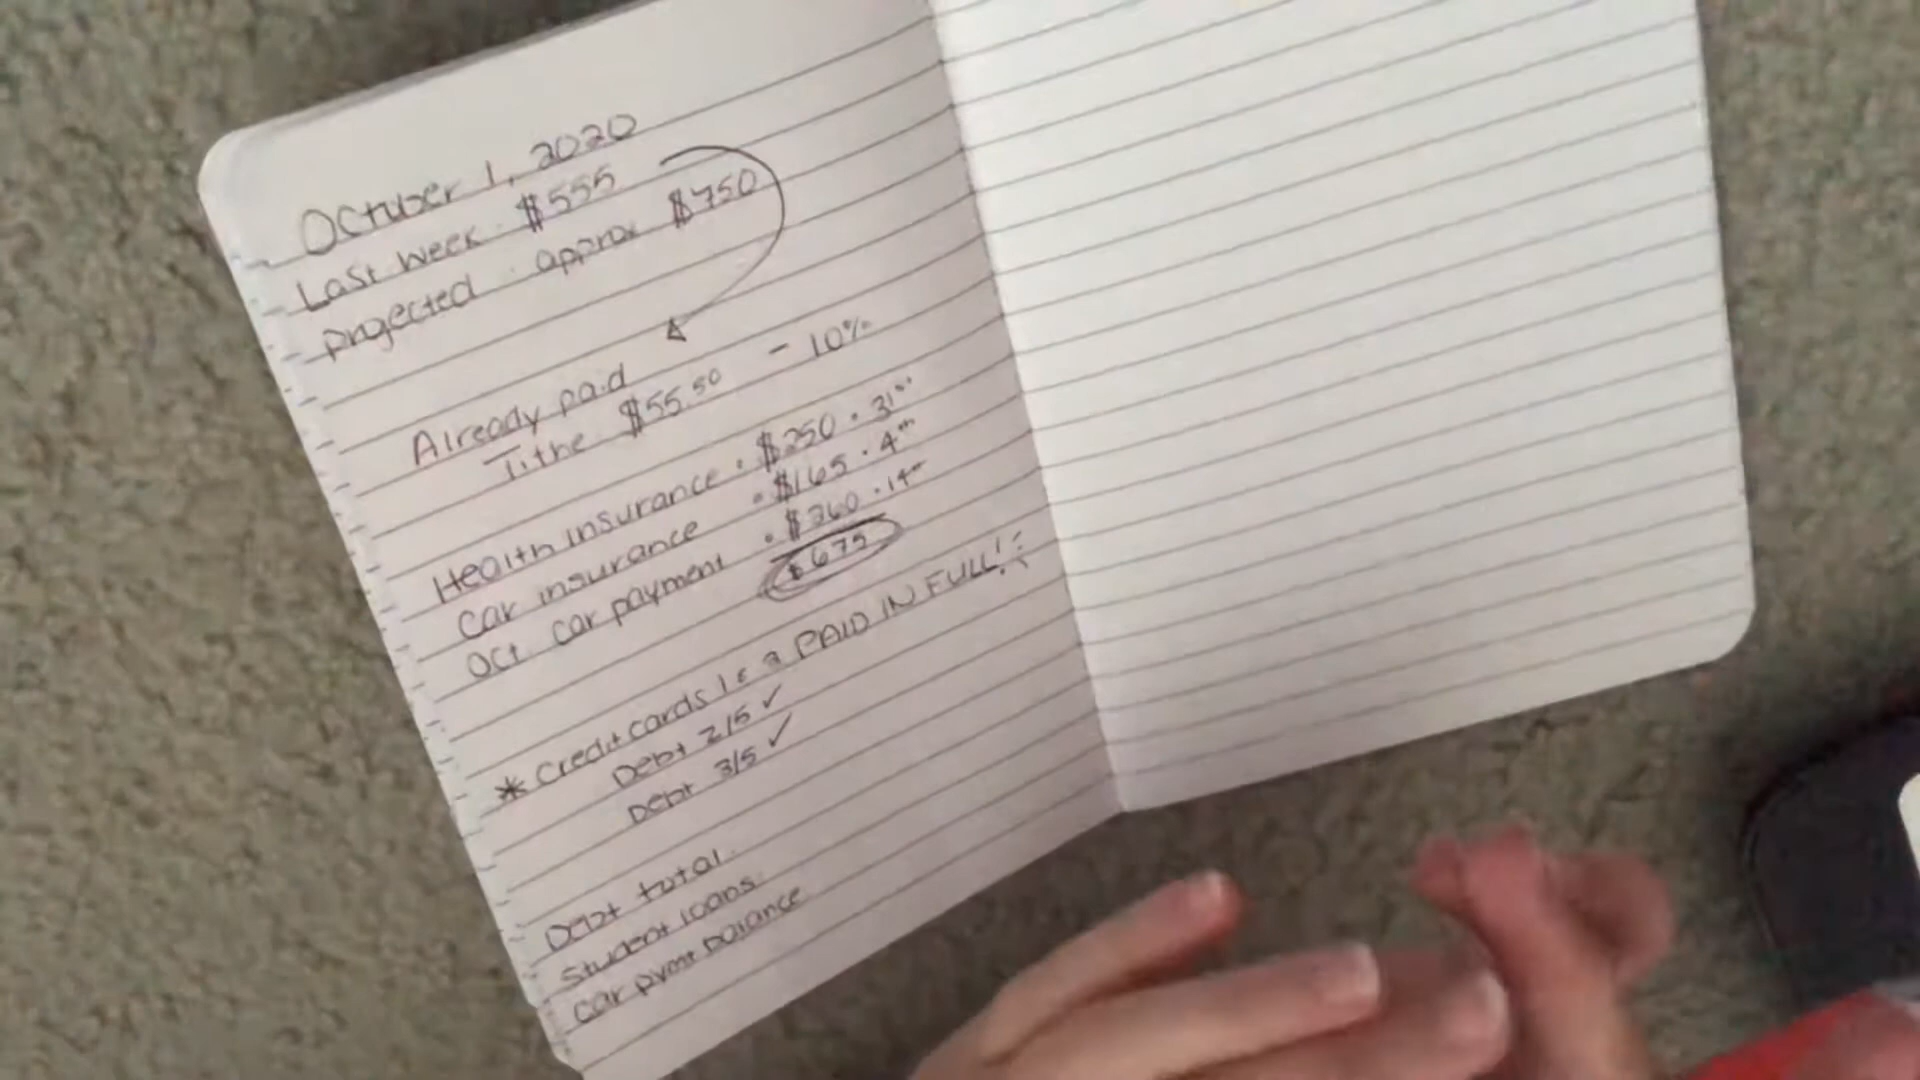 October 1, 2020
Last week · $555
projected · approx $750
Already paid
Tithe $55.50 - 10%
Health insurance · $250 · 31st
Car insurance · $165 · 4th
Oct car payment · $260 · 14th
$675
* Credit cards 1 & 2 PAID IN FULL!!
Debt 2/5 ✓
Debt 3/5 ✓
Debt total
Student loans
Car pymt balance